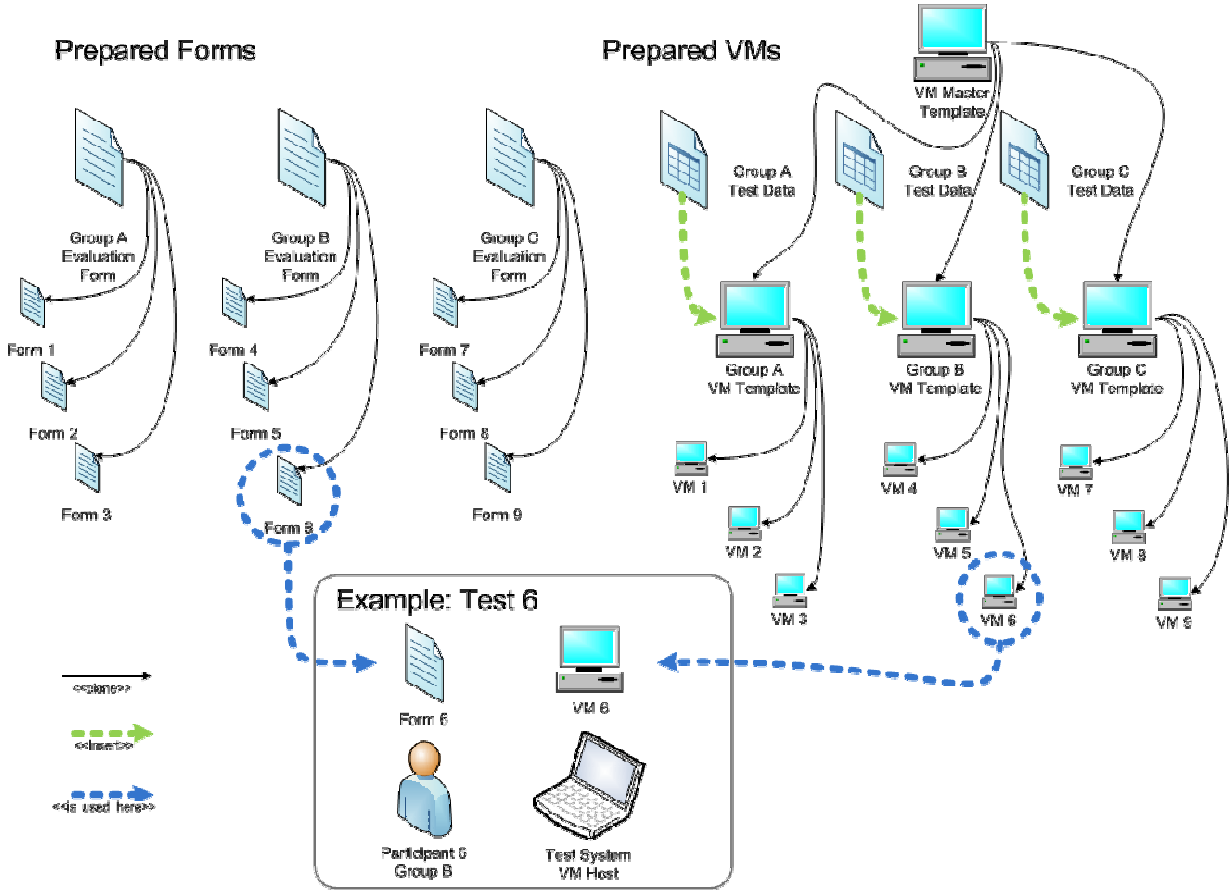 Prepared Forms
Prepared VMs
VM Master
Template
Group A
Test Data
Group B
Test Data
Group C
Test Data
Group A
Evaluation
Form
Group B
Evaluation
Form
Group C
Evaluation
Form
Form 1
Form 4
Form 7
Form 2
Form 5
Form 8
Form 3
Form 6
Form 9
Group A
VM Template
Group B
VM Template
Group C
VM Template
VM 1
VM 4
VM 7
VM 2
VM 5
VM 8
VM 3
VM 6
VM 9
Example: Test 6
Form 6
VM 6
Participant 6
Group B
Test System
VM Host
<<clone>>
<<insert>>
<<is used here>>